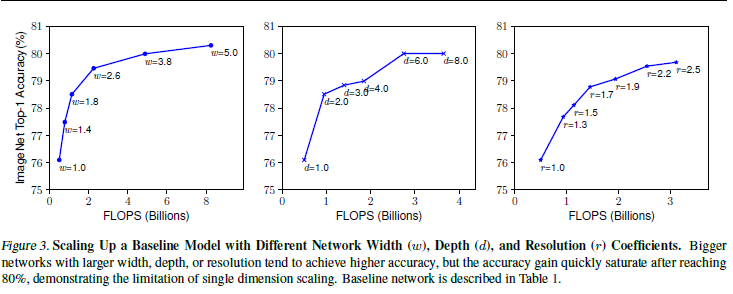 81
80
79
78
77
76
75
ImageNet Top-1 Accuracy (%)
w=1.0
w=1.4
w=1.8
w=2.6
w=3.8
w=5.0
0 2 4 6 8
FLOPS (Billions)
81
80
79
78
77
76
75
d=1.0
d=2.0
d=3.0
d=4.0
d=6.0
d=8.0
0 1 2 3 4
FLOPS (Billions)
81
80
79
78
77
76
75
r=1.0
r=1.3
r=1.5
r=1.7
r=1.9
r=2.2
r=2.5
0 1 2 3
FLOPS (Billions)
Figure 3. Scaling Up a Baseline Model with Different Network Width (w), Depth (d), and Resolution (r) Coefficients. Bigger
networks with larger width, depth, or resolution tend to achieve higher accuracy, but the accuracy gain quickly saturate after reaching
80%, demonstrating the limitation of single dimension scaling. Baseline network is described in Table 1.